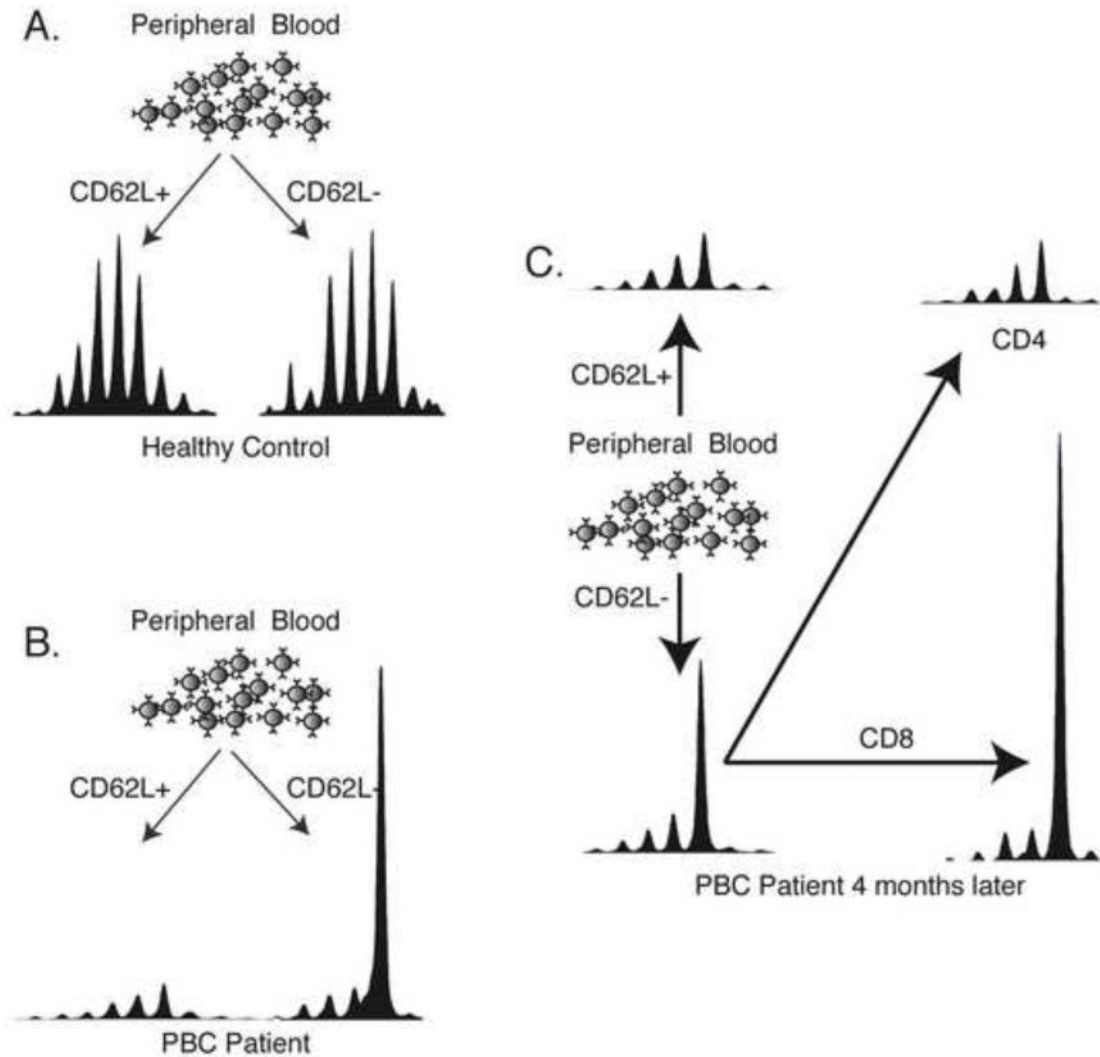 A.
Peripheral Blood
CD62L+
CD62L-
Healthy Control
B.
Peripheral Blood
CD62L+
CD62L-
PBC Patient
C.
CD4
CD62L+
Peripheral Blood
CD62L-
CD8
PBC Patient 4 months later